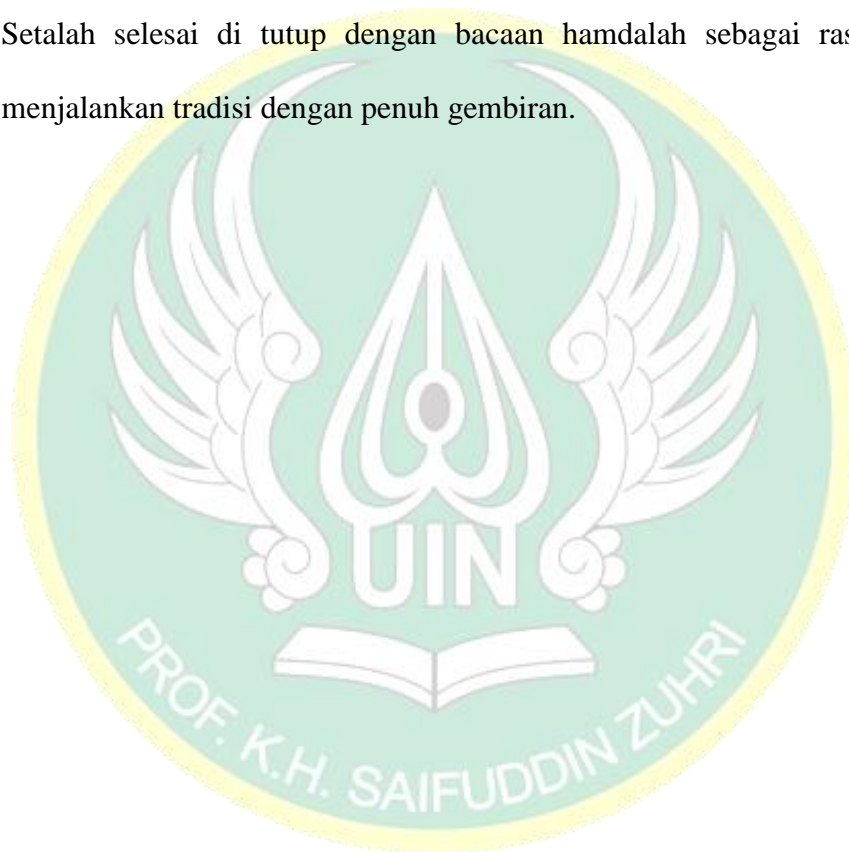 Setalah selesai di tutup dengan bacaan hamdalah sebagai ras
menjalankan tradisi dengan penuh gembiran.
UIN
PROF. K.H. SAIFUDDIN ZUHRI